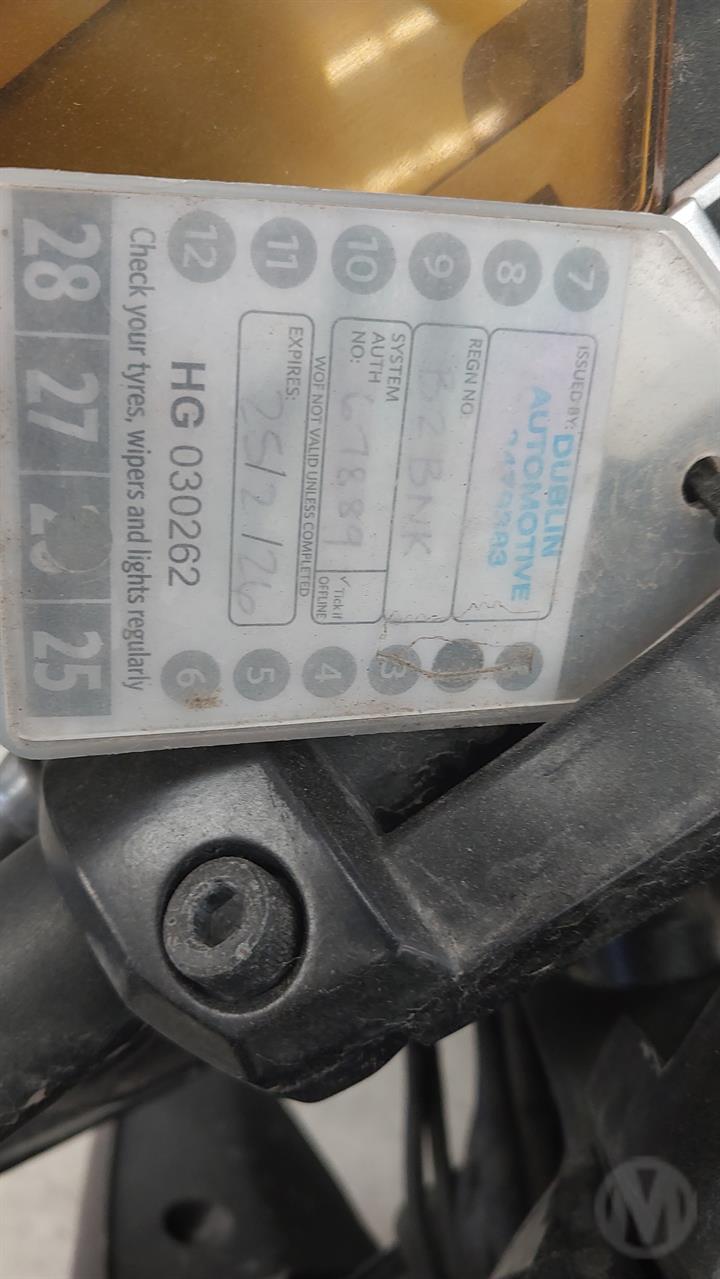 7 8 9 10 11 12
ISSUED BY: DUBLIN
AUTOMOTIVE
REGN NO.
B2BNK
SYSTEM
AUTH
NO: 67889
✓ Tick if
OFFLINE
WOF NOT VALID UNLESS COMPLETED
EXPIRES: 25/2/26
1 3 4 5 6
HG 030262
Check your tyres, wipers and lights regularly
28 27 25
M